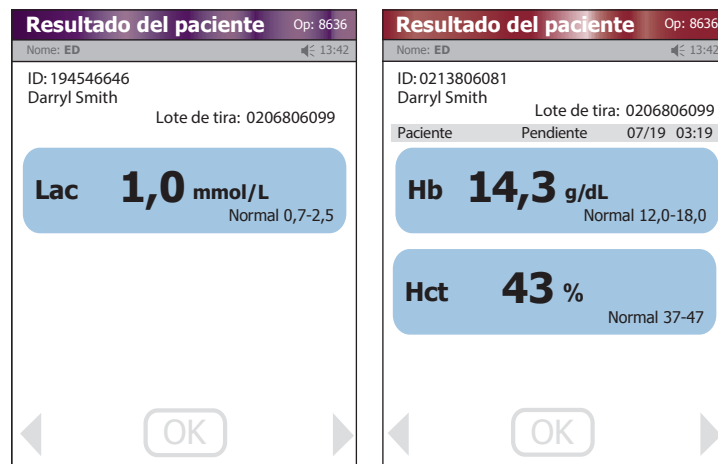 Resultado del paciente Op: 8636
Nome: ED 13:42
ID: 194546646
Darryl Smith
Lote de tira: 0206806099
Lac 1,0 mmol/L
Normal 0,7-2,5
OK
Resultado del paciente Op: 8636
Nome: ED 13:42
ID: 0213806081
Darryl Smith
Lote de tira: 0206806099
Paciente Pendiente 07/19 03:19
Hb 14,3 g/dL
Normal 12,0-18,0
Hct 43 %
Normal 37-47
OK